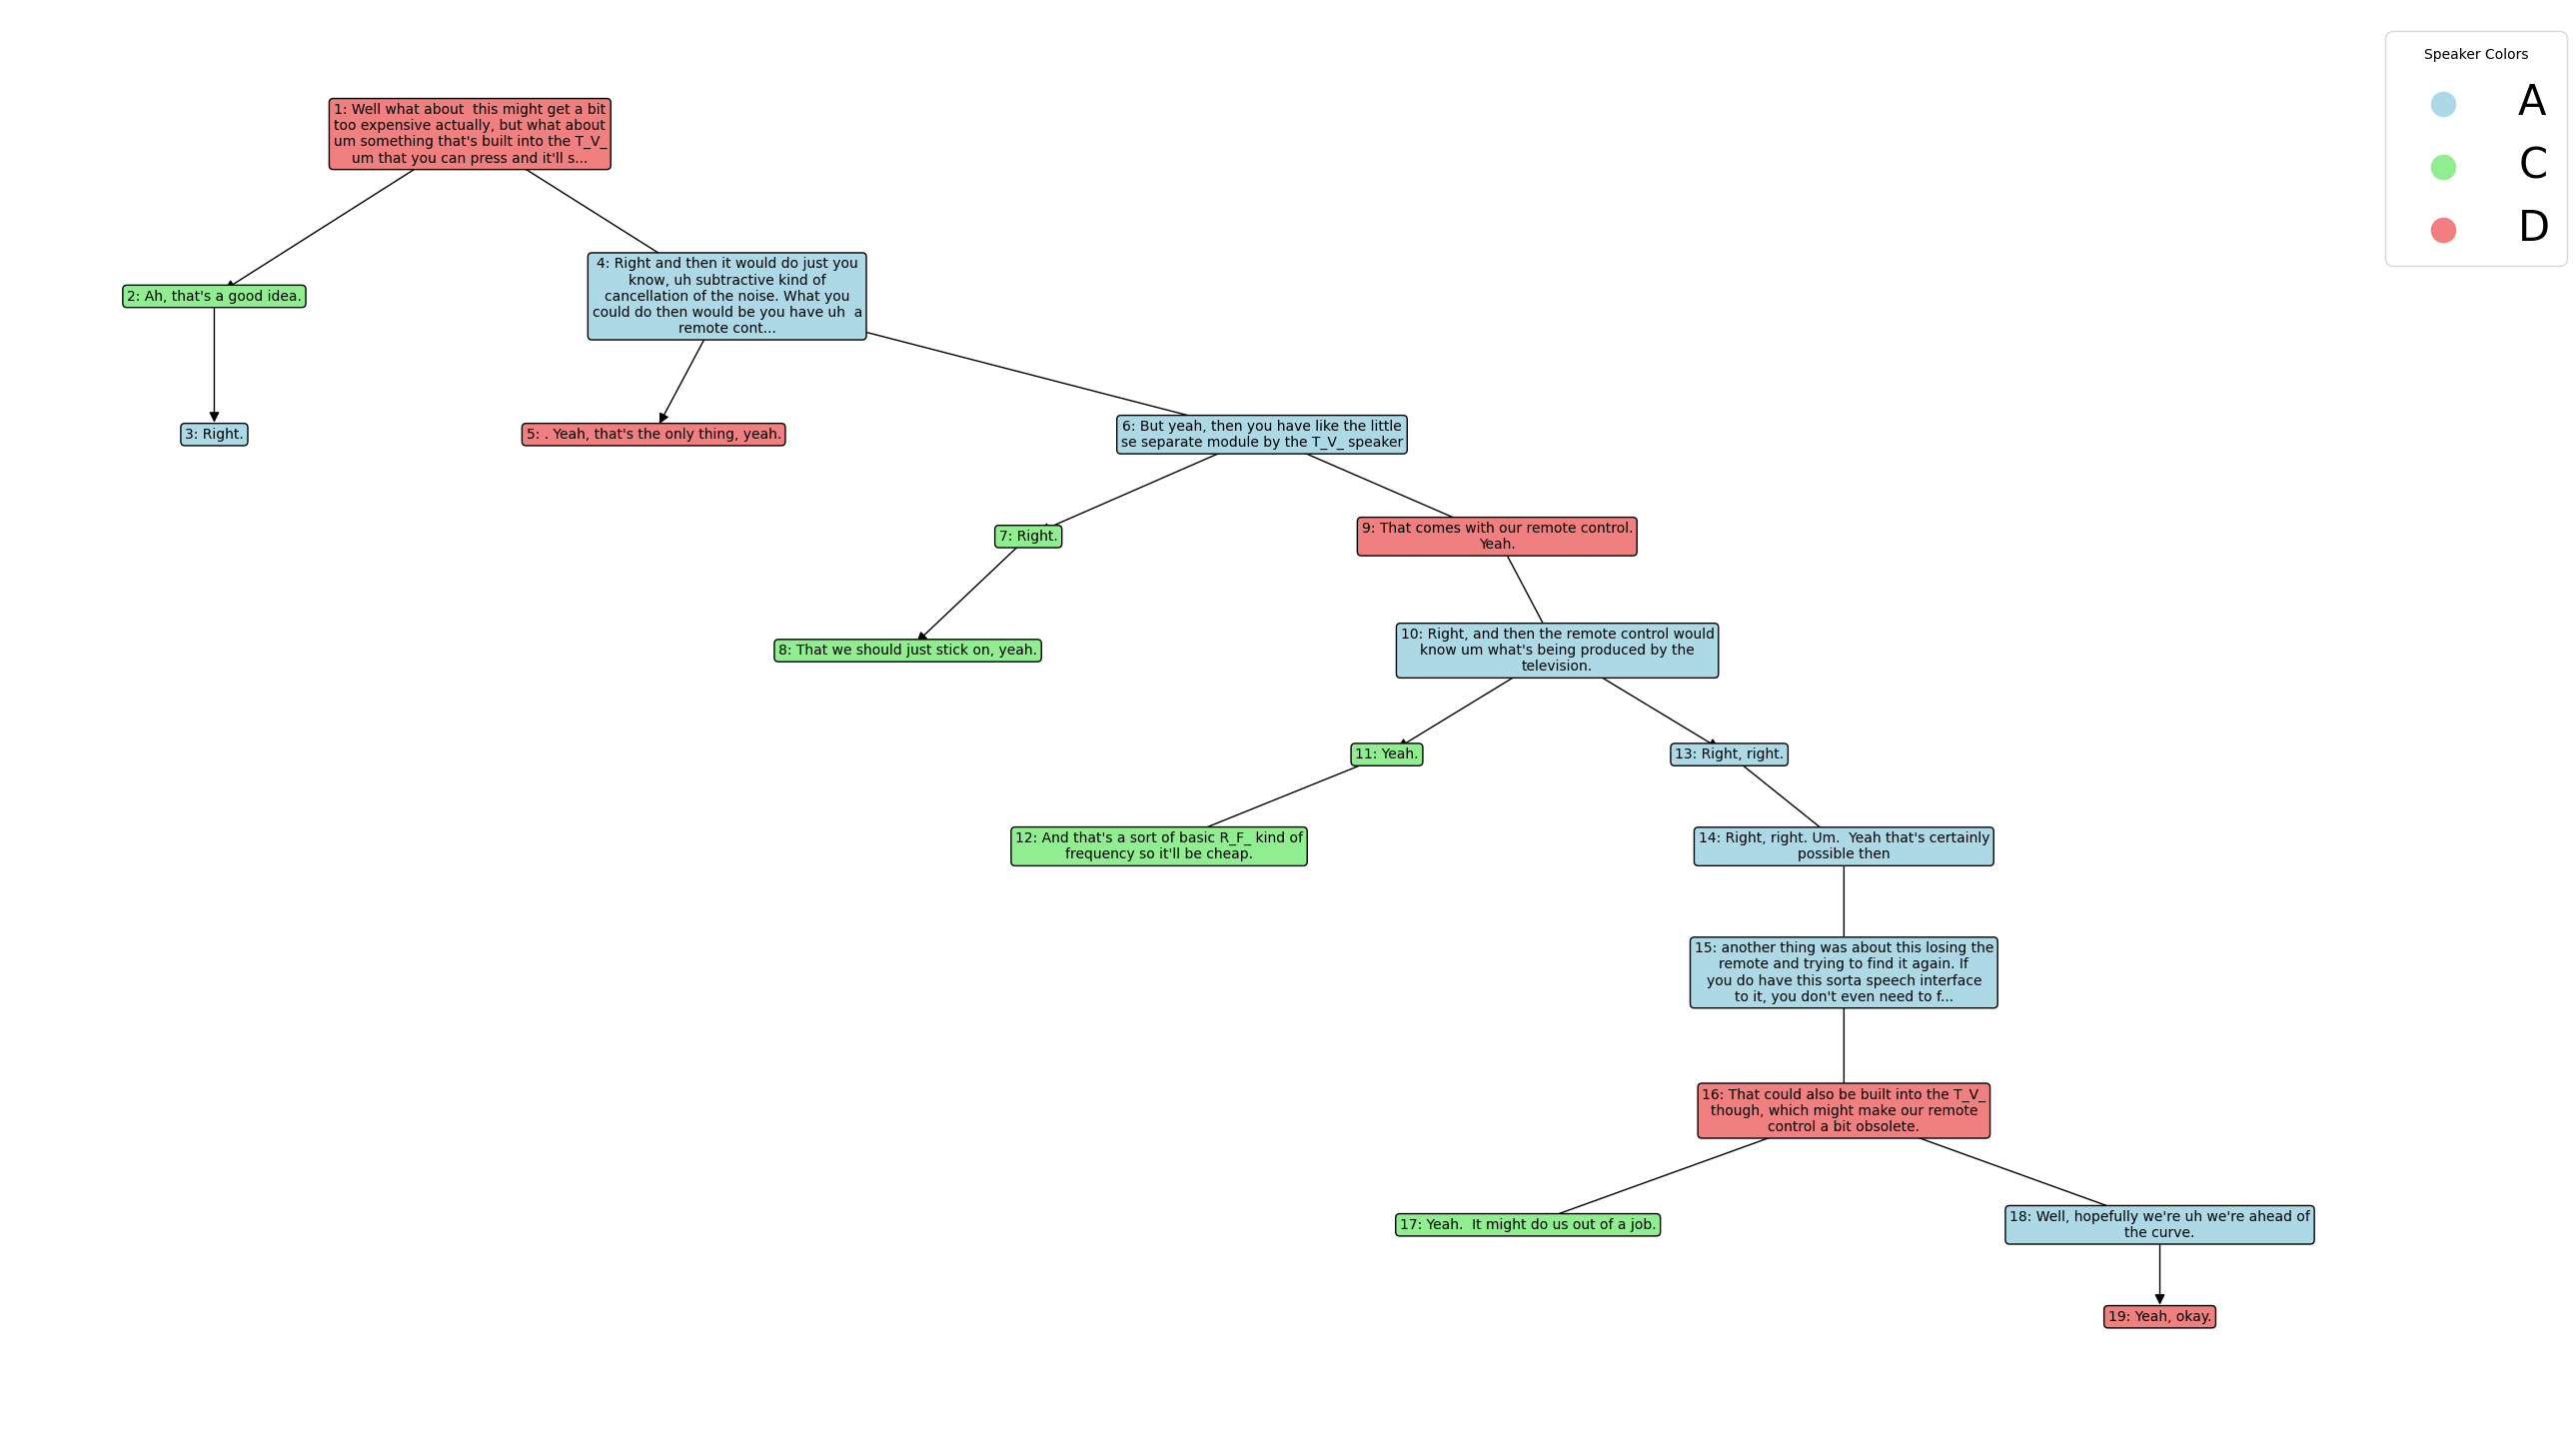 Speaker Colors
A
C
D
1: Well what about  this might get a bit
too expensive actually, but what about
um something that's built into the T_V_
um that you can press and it'll s...
2: Ah, that's a good idea.
4: Right and then it would do just you
know, uh subtractive kind of
cancellation of the noise. What you
could do then would be you have uh  a
remote cont...
3: Right.
5: . Yeah, that's the only thing, yeah.
6: But yeah, then you have like the little
se separate module by the T_V_ speaker
7: Right.
9: That comes with our remote control.
Yeah.
8: That we should just stick on, yeah.
10: Right, and then the remote control would
know um what's being produced by the
television.
11: Yeah.
13: Right, right.
12: And that's a sort of basic R_F_ kind of
frequency so it'll be cheap.
14: Right, right. Um.  Yeah that's certainly
possible then
15: another thing was about this losing the
remote and trying to find it again. If
you do have this sorta speech interface
to it, you don't even need to f...
16: That could also be built into the T_V_
though, which might make our remote
control a bit obsolete.
17: Yeah.  It might do us out of a job.
18: Well, hopefully we're uh we're ahead of
the curve.
19: Yeah, okay.